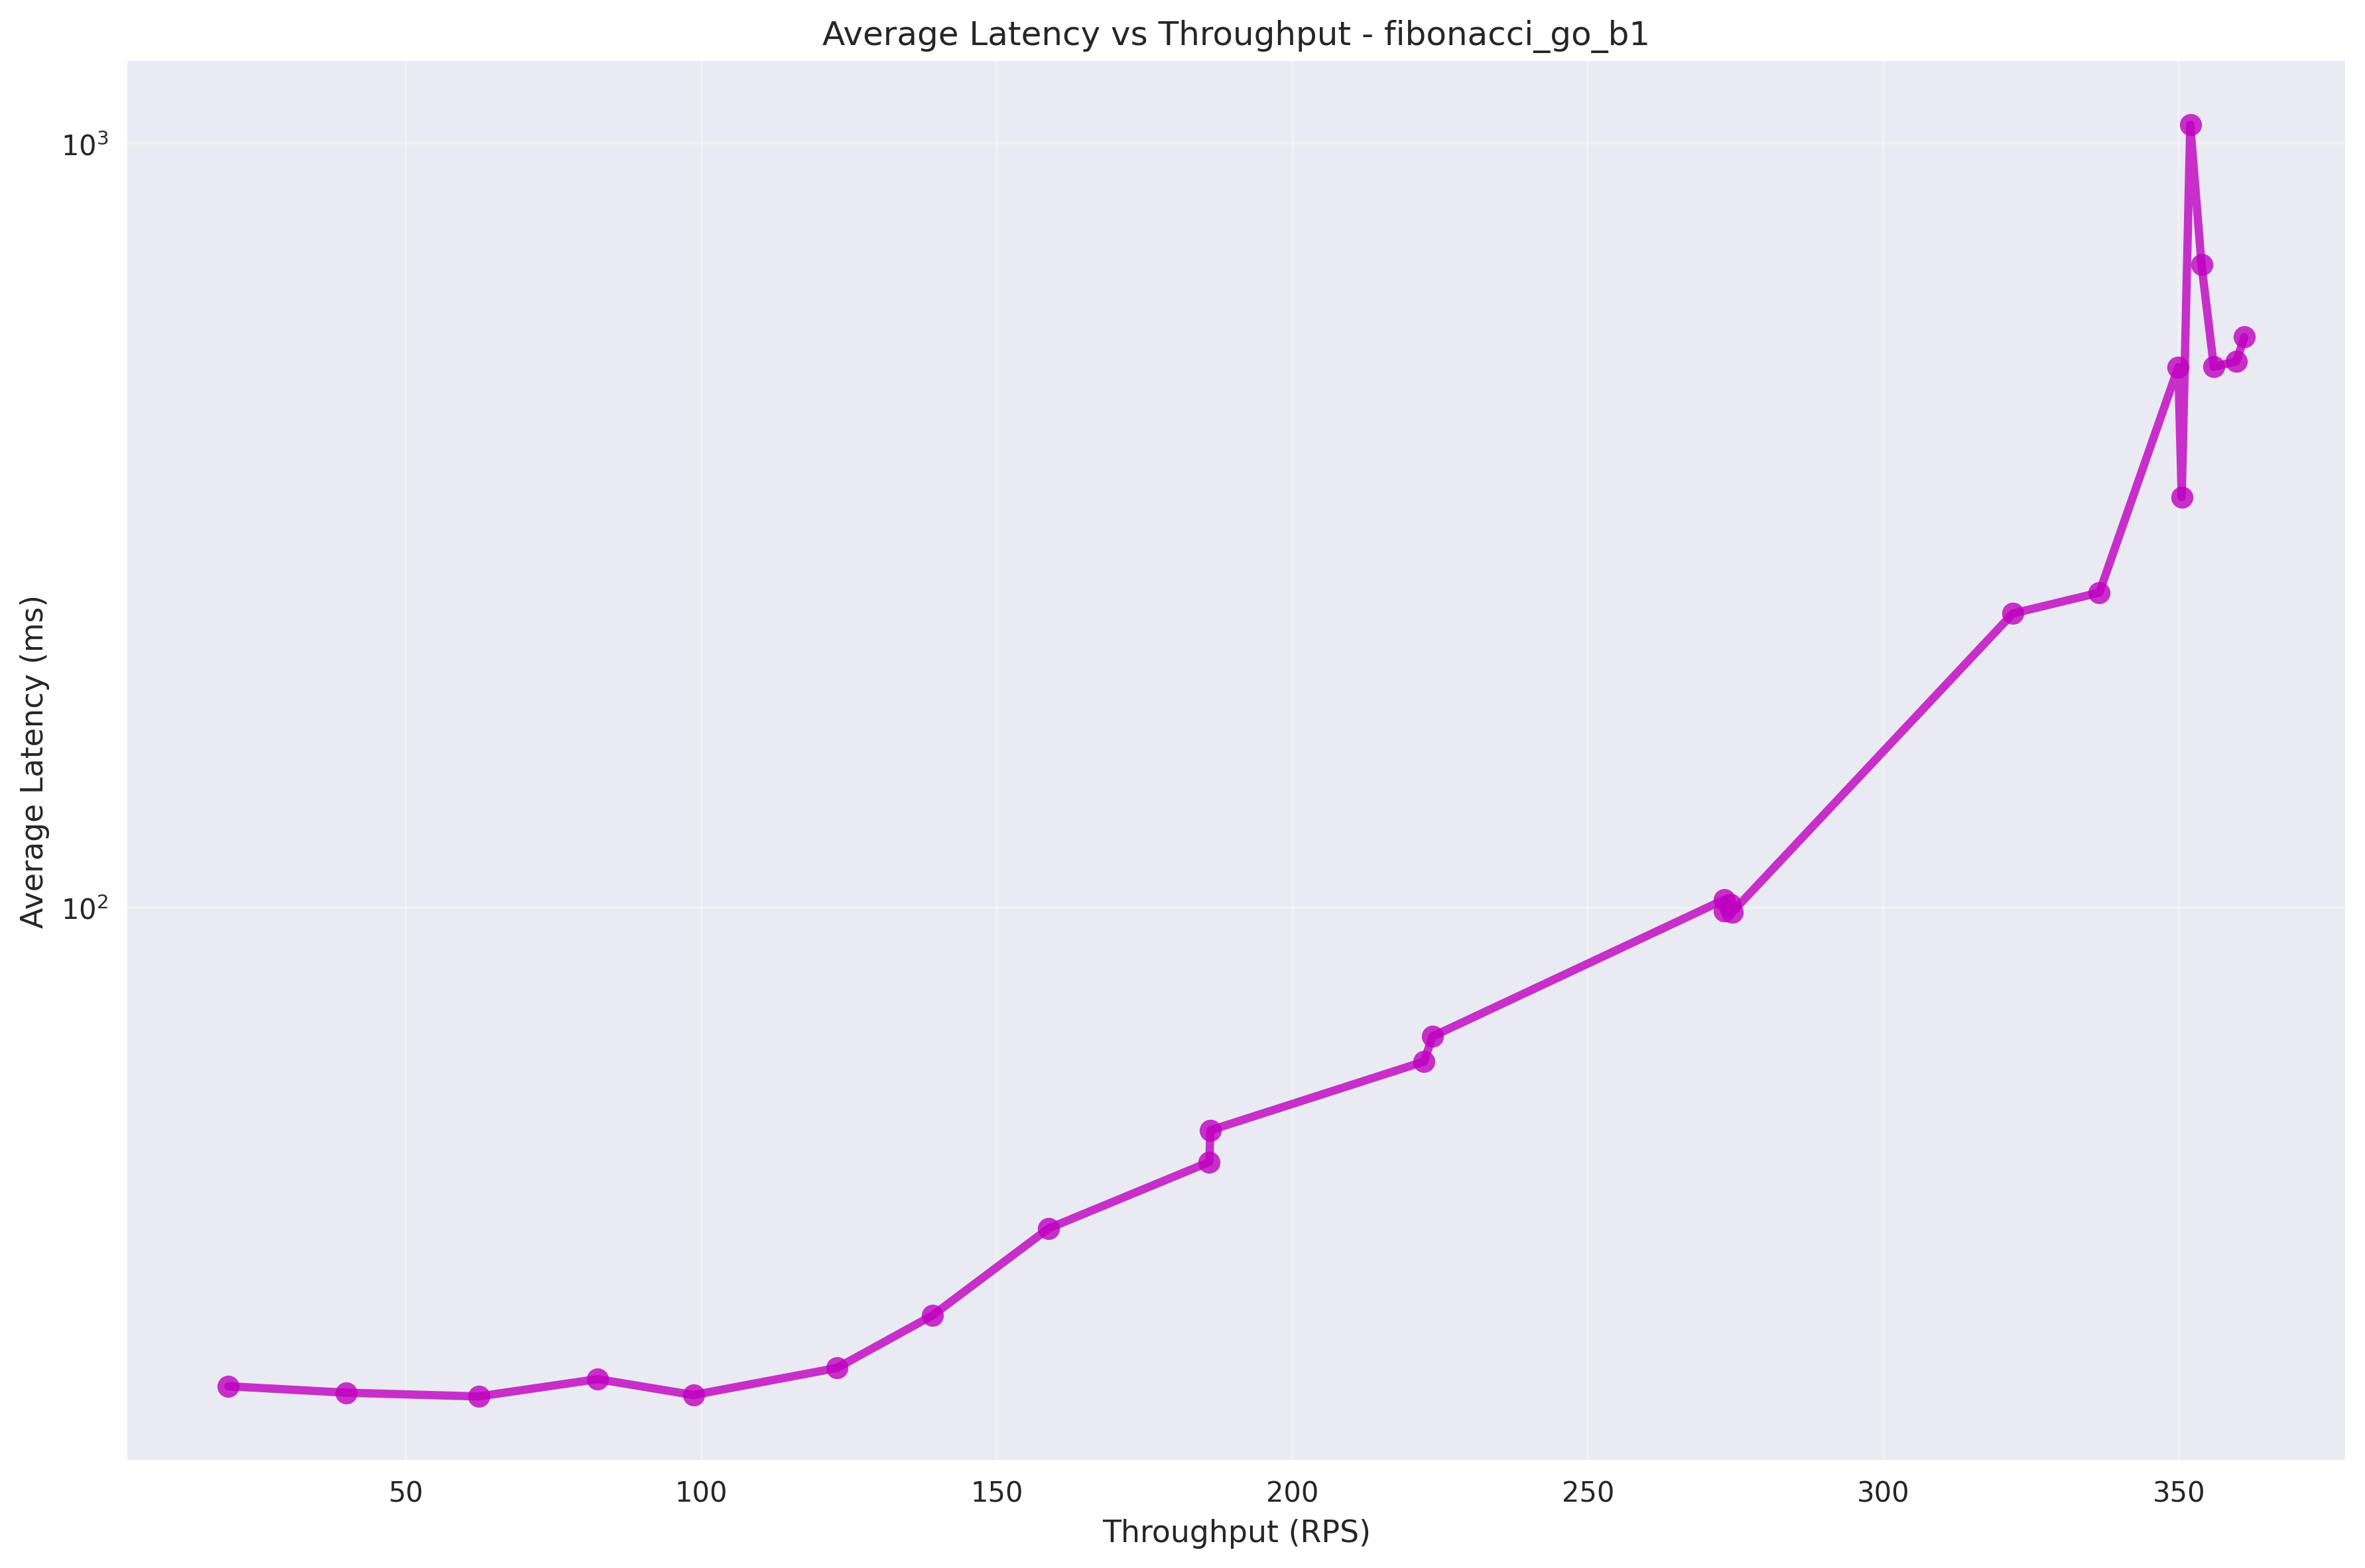 Average Latency vs Throughput - fibonacci_go_b1
Average Latency (ms)
10³
10²
50 100 150 200 250 300 350
Throughput (RPS)